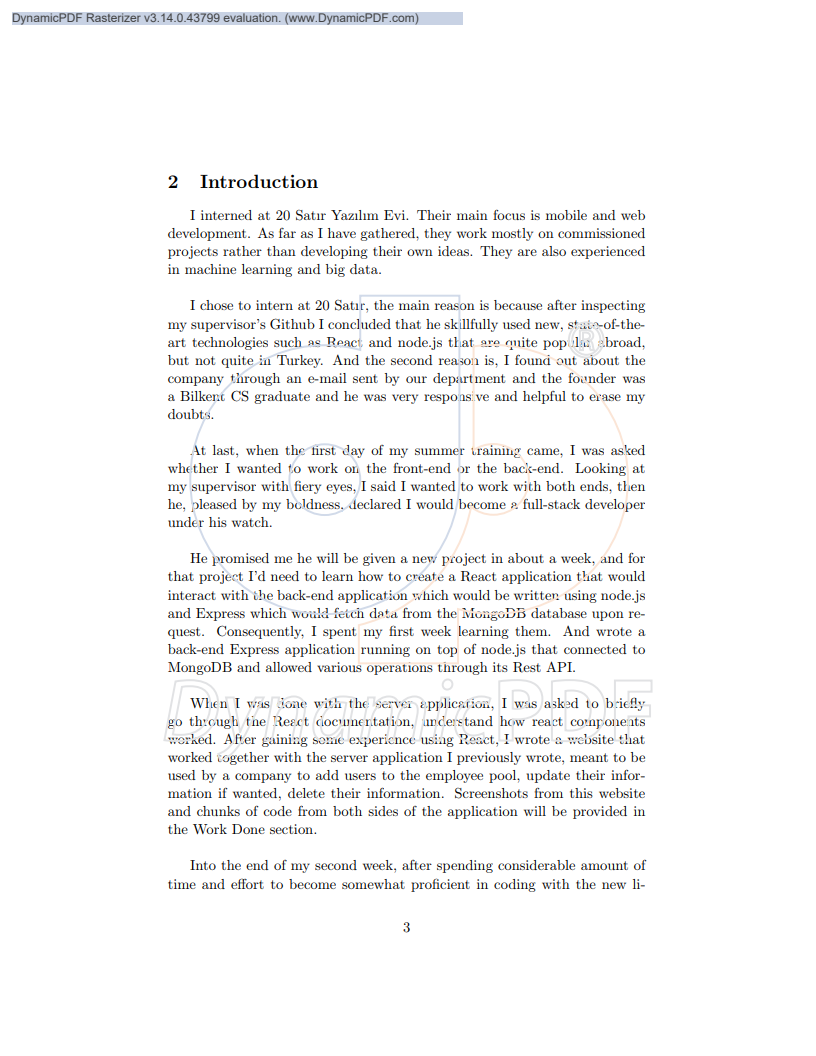 DynamicPDF Rasterizer v3.14.0.43799 evaluation. (www.DynamicPDF.com)
2 Introduction
I interned at 20 Satır Yazılım Evi. Their main focus is mobile and web
development. As far as I have gathered, they work mostly on commissioned
projects rather than developing their own ideas. They are also experienced
in machine learning and big data.
I chose to intern at 20 Satır, the main reason is because after inspecting
my supervisor's Github I concluded that he skillfully used new, state-of-the-
art technologies such as React and node.js that are quite popular abroad,
but not quite in Turkey. And the second reason is, I found out about the
company through an e-mail sent by our department and the founder was
a Bilkent CS graduate and he was very responsive and helpful to erase my
doubts.
At last, when the first day of my summer training came, I was asked
whether I wanted to work on the front-end or the back-end. Looking at
my supervisor with fiery eyes, I said I wanted to work with both ends, then
he, pleased by my boldness, declared I would become a full-stack developer
under his watch.
He promised me he will be given a new project in about a week, and for
that project I'd need to learn how to create a React application that would
interact with the back-end application which would be written using node.js
and Express which would fetch data from the MongoDB database upon re-
quest. Consequently, I spent my first week learning them. And wrote a
back-end Express application running on top of node.js that connected to
MongoDB and allowed various operations through its Rest API.
When I was done with the server application, I was asked to briefly
go through the React documentation, understand how react components
worked. After gaining some experience using React, I wrote a website that
worked together with the server application I previously wrote, meant to be
used by a company to add users to the employee pool, update their infor-
mation if wanted, delete their information. Screenshots from this website
and chunks of code from both sides of the application will be provided in
the Work Done section.
Into the end of my second week, after spending considerable amount of
time and effort to become somewhat proficient in coding with the new li-
3
DynamicPDF
®